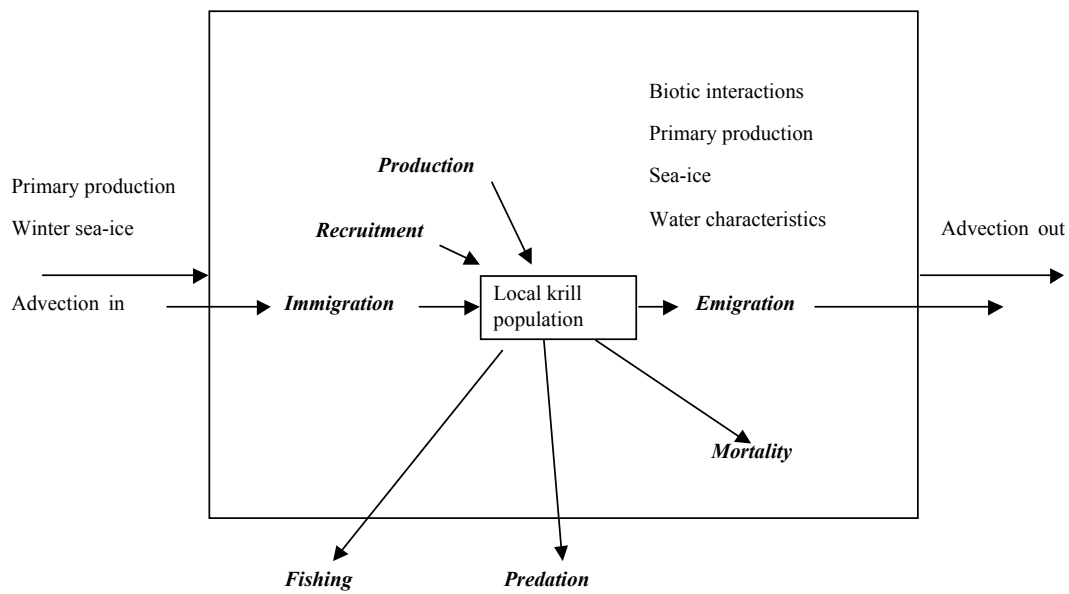 Biotic interactions
Primary production
Sea-ice
Water characteristics
Production
Recruitment
Primary production
Winter sea-ice
Advection in
Immigration
Local krill
population
Emigration
Advection out
Mortality
Fishing
Predation